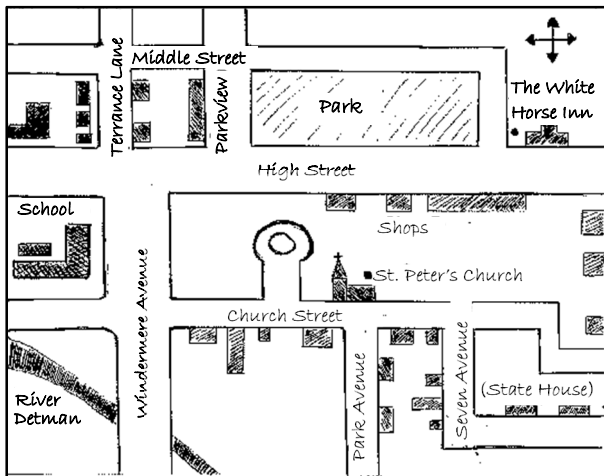 Middle Street
Terrance Lane
Parkview
Park
The White
Horse Inn
High Street
School
Shops
St. Peter's Church
Windermere Avenue
Church Street
Park Avenue
Seven Avenue
(State House)
River
Detman